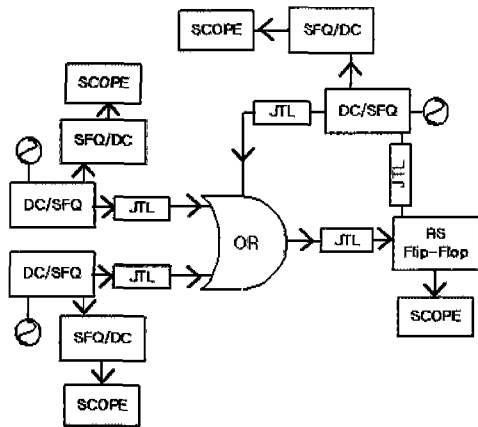 SCOPE
SFQ/DC
SCOPE
SFQ/DC
JTL
DC/SFQ
JTL
DC/SFQ
JTL
OR
JTL
RS
Flip-Flop
DC/SFQ
JTL
SFQ/DC
SCOPE
SCOPE